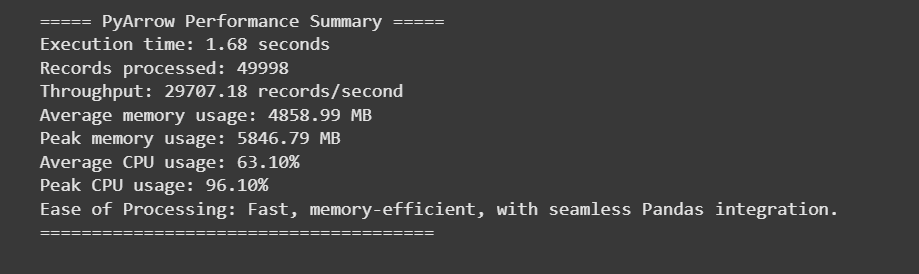 ===== PyArrow Performance Summary =====
Execution time: 1.68 seconds
Records processed: 49998
Throughput: 29707.18 records/second
Average memory usage: 4858.99 MB
Peak memory usage: 5846.79 MB
Average CPU usage: 63.10%
Peak CPU usage: 96.10%
Ease of Processing: Fast, memory-efficient, with seamless Pandas integration.
======================================